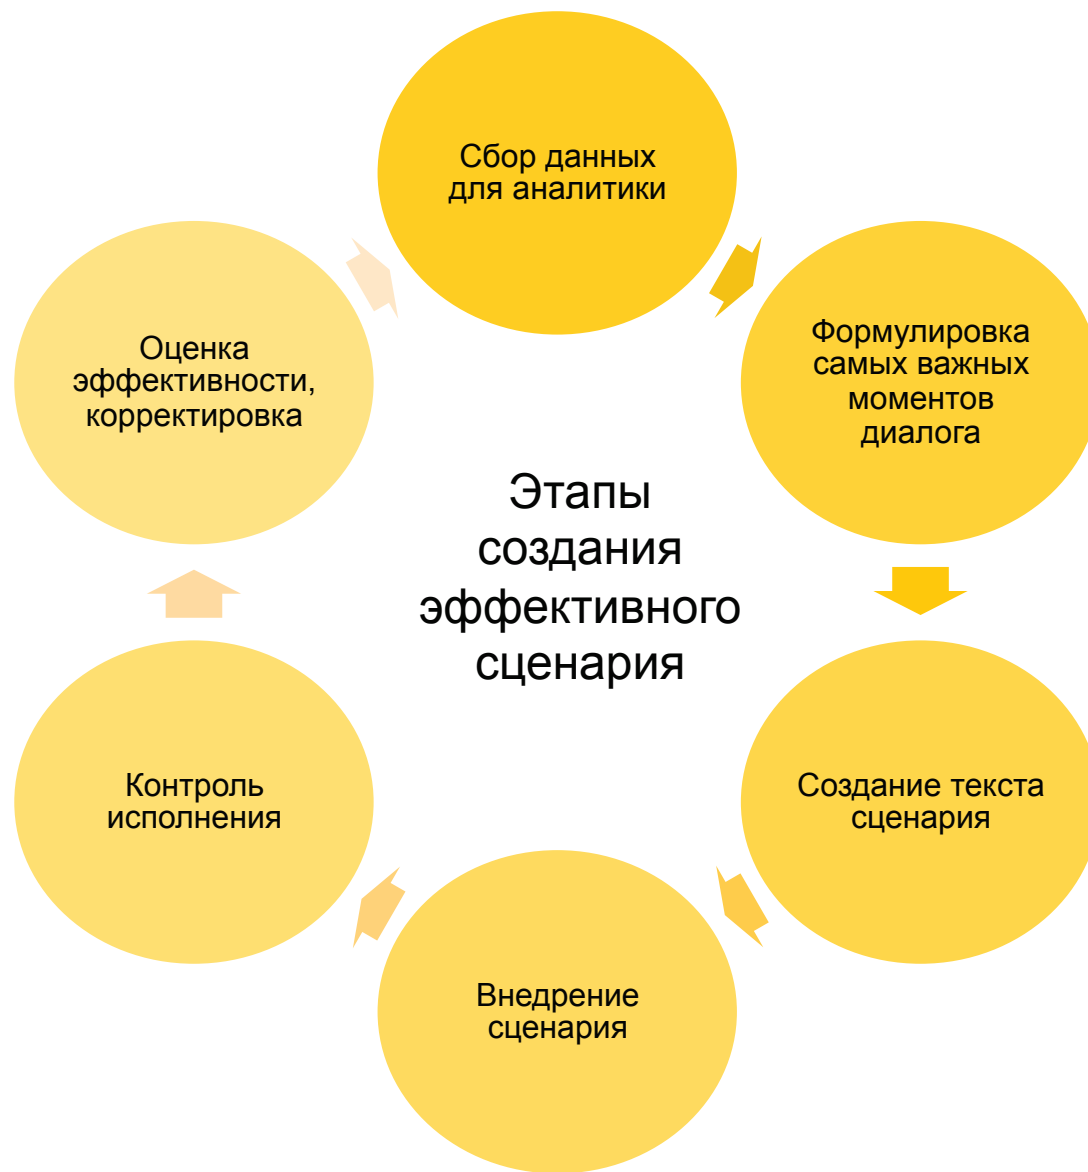 Сбор данных
для аналитики
Формулировка
самых важных
моментов
диалога
Создание текста
сценария
Внедрение
сценария
Контроль
исполнения
Оценка
эффективности,
корректировка
Этапы
создания
эффективного
сценария